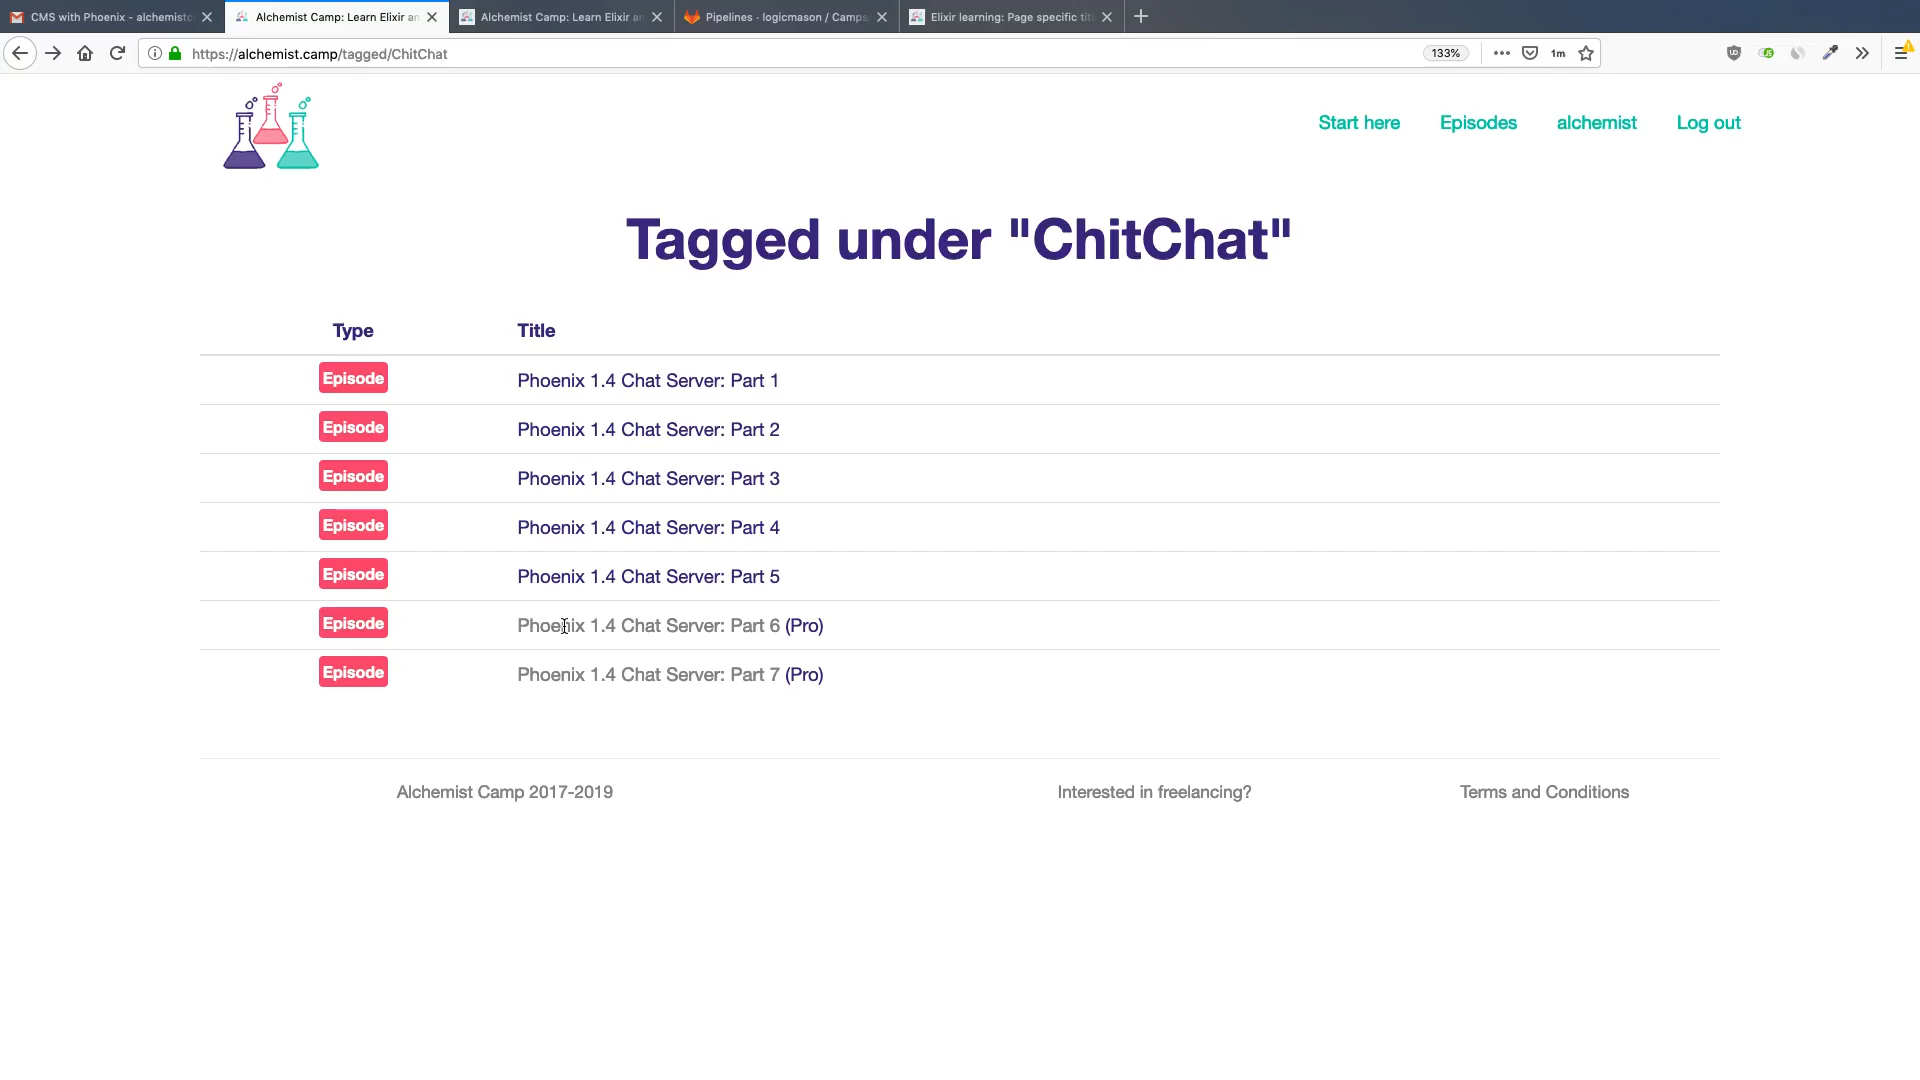 CMS with Phoenix - alchemistc
Alchemist Camp: Learn Elixir an
Alchemist Camp: Learn Elixir an
Pipelines · logicmason / Camps
Elixir learning: Page specific titl
https://alchemist.camp/tagged/ChitChat
133%
1m
Start here
Episodes
alchemist
Log out
Tagged under "ChitChat"
Type Title
Episode Phoenix 1.4 Chat Server: Part 1
Episode Phoenix 1.4 Chat Server: Part 2
Episode Phoenix 1.4 Chat Server: Part 3
Episode Phoenix 1.4 Chat Server: Part 4
Episode Phoenix 1.4 Chat Server: Part 5
Episode Phoenix 1.4 Chat Server: Part 6 (Pro)
Episode Phoenix 1.4 Chat Server: Part 7 (Pro)
Alchemist Camp 2017-2019
Interested in freelancing?
Terms and Conditions